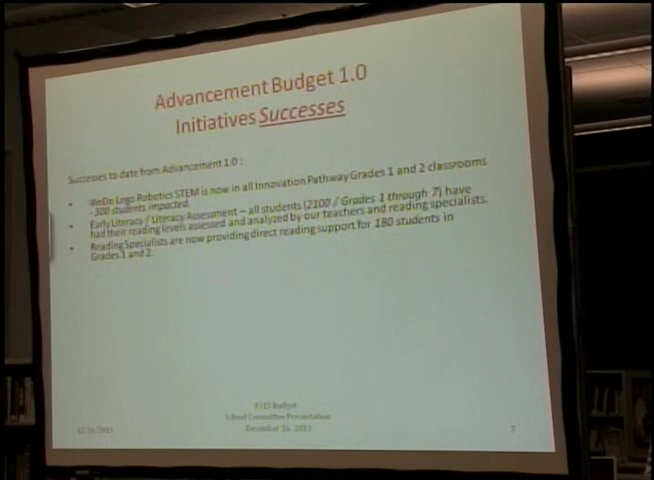 Advancement Budget 1.0
Initiatives Successes
Successes to date from Advancement 1.0 :
• WeDo Lego Robotics STEM is now in all Innovation Pathway Grades 1 and 2 classrooms
- 300 students impacted.
• Early Literacy / Literacy Assessment – all students (2100 / Grades 1 through 7) have
had their reading levels assessed and analyzed by our teachers and reading specialists.
• Reading Specialists are now providing direct reading support for 180 students in
Grades 1 and 2.
Budget
School Committee Presentation
December 16,
7